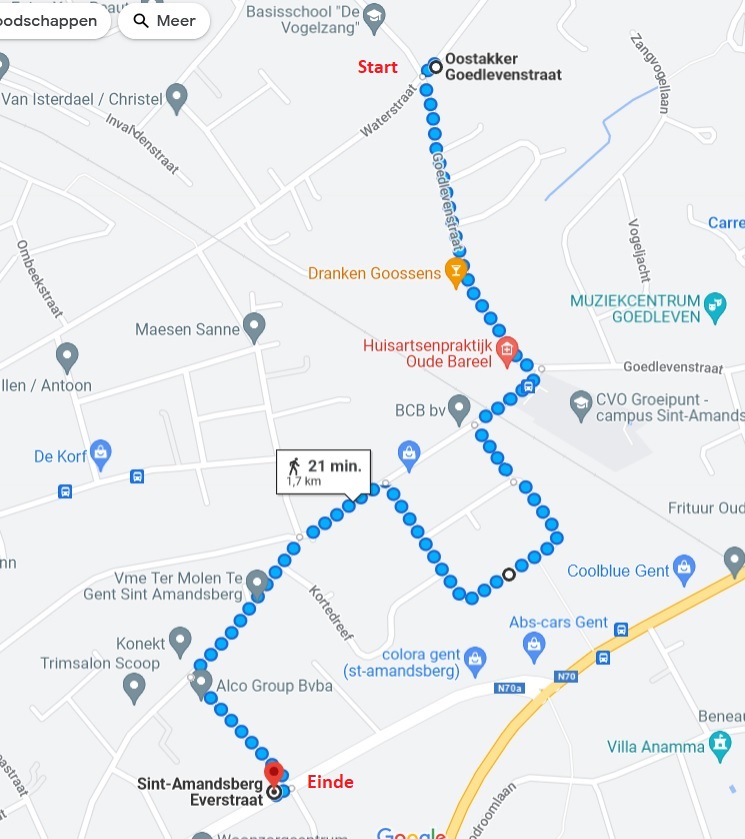 oodschappen
Meer
Basisschool "De
Vogelzang"
Start
Oostakker
Goedlevenstraat
Zangvogellaan
Van Isterdael / Christel
Waterstraat
Invalidenstraat
Goedlevenstraat
Carre
Vogeljacht
Ombeekstraat
Dranken Goossens
MUZIEKCENTRUM
GOEDLEVEN
Maesen Sanne
Huisartsenpraktijk
Oude Bareel
Goedlevenstraat
llen / Antoon
BCB bv
CVO Groeipunt -
campus Sint-Amands
De Korf
21 min.
1,7 km
Frituur Oud
nn
Vme Ter Molen Te
Gent Sint Amandsberg
Coolblue Gent
Kortedreef
Abs-cars Gent
Konekt
Trimsalon Scoop
colora gent
(st-amandsberg)
N70
N70a
Alco Group Bvba
Benea
Villa Anamma
Einde
Sint-Amandsberg
Everstraat
astraat
odroomlaan
Google
Woonzorgcentrum